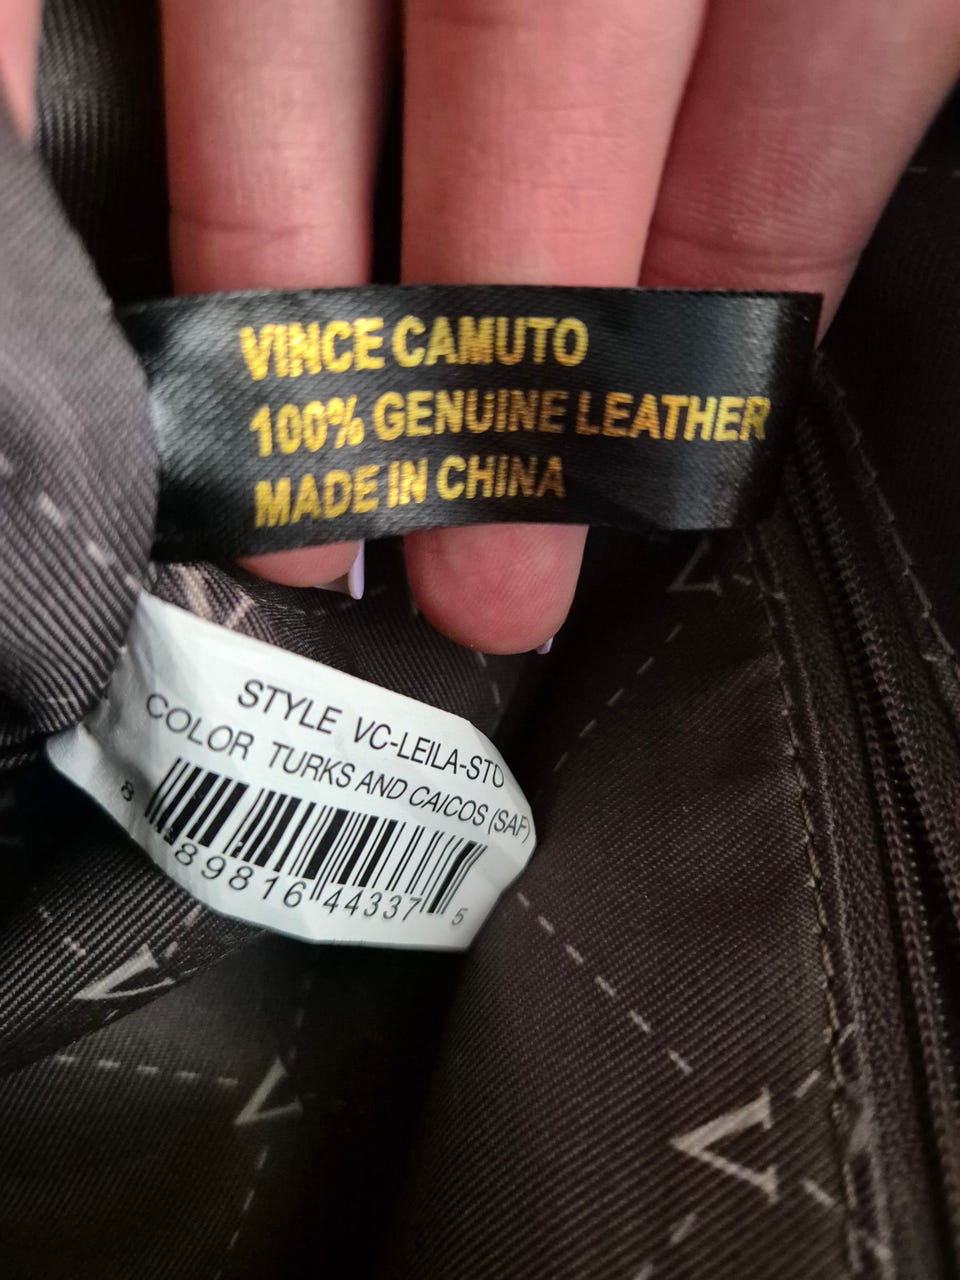 VINCE CAMUTO
100% GENUINE LEATHER
MADE IN CHINA
STYLE VC-LEILA-STO
COLOR TURKS AND CAICOS (SAF)
8 89816 44337 5
V
V
V
V